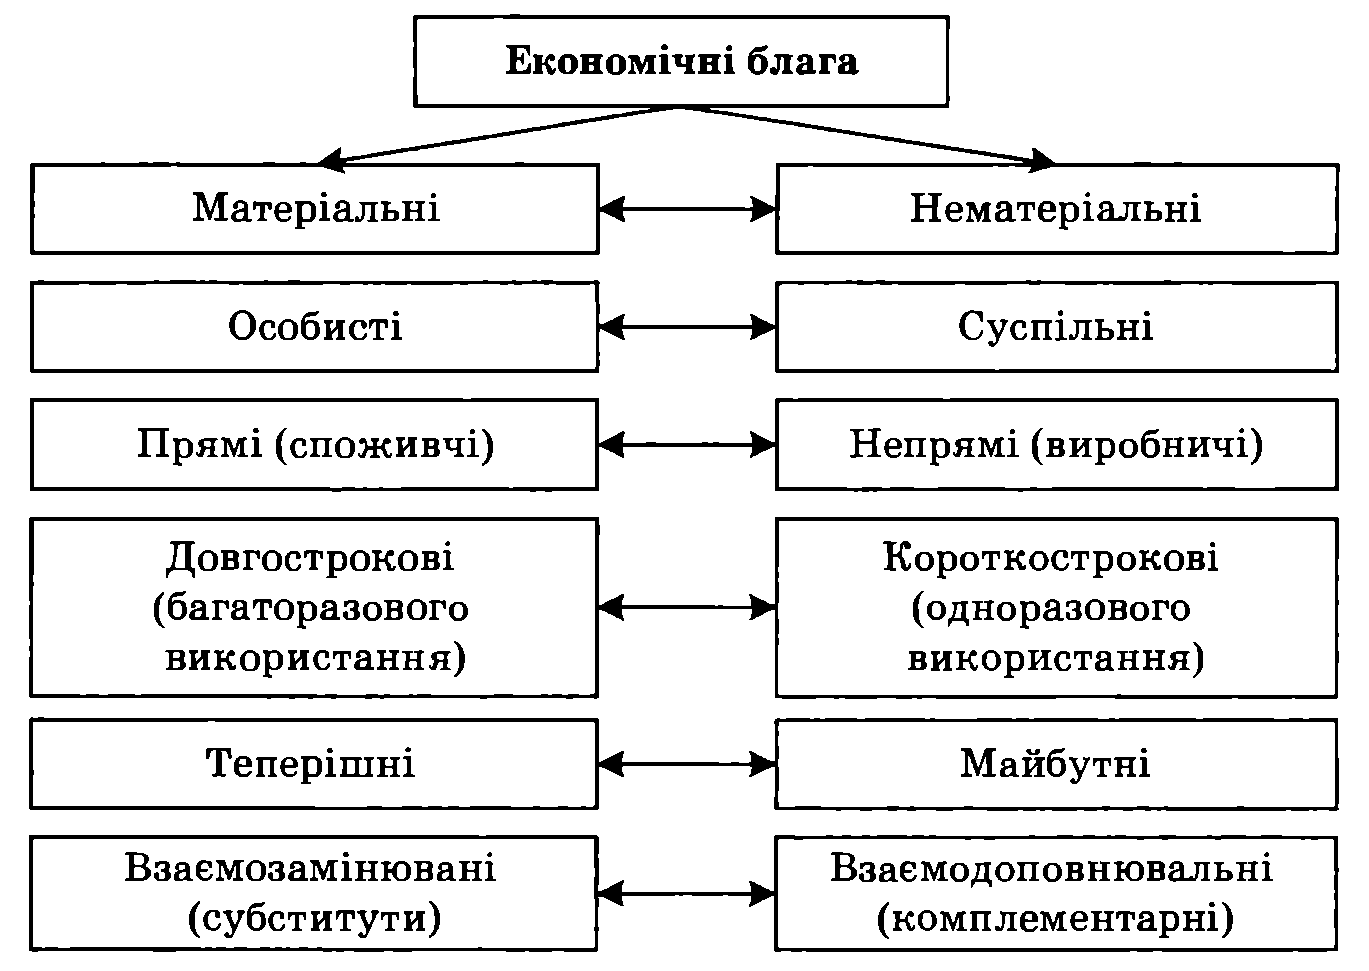 Економічні блага
Матеріальні
Нематеріальні
Особисті
Суспільні
Прямі (споживчі)
Непрямі (виробничі)
Довгострокові
(багаторазового
використання)
Короткострокові
(одноразового
використання)
Теперішні
Майбутні
Взаємозамінювані
(субститути)
Взаємодоповнювальні
(комплементарні)